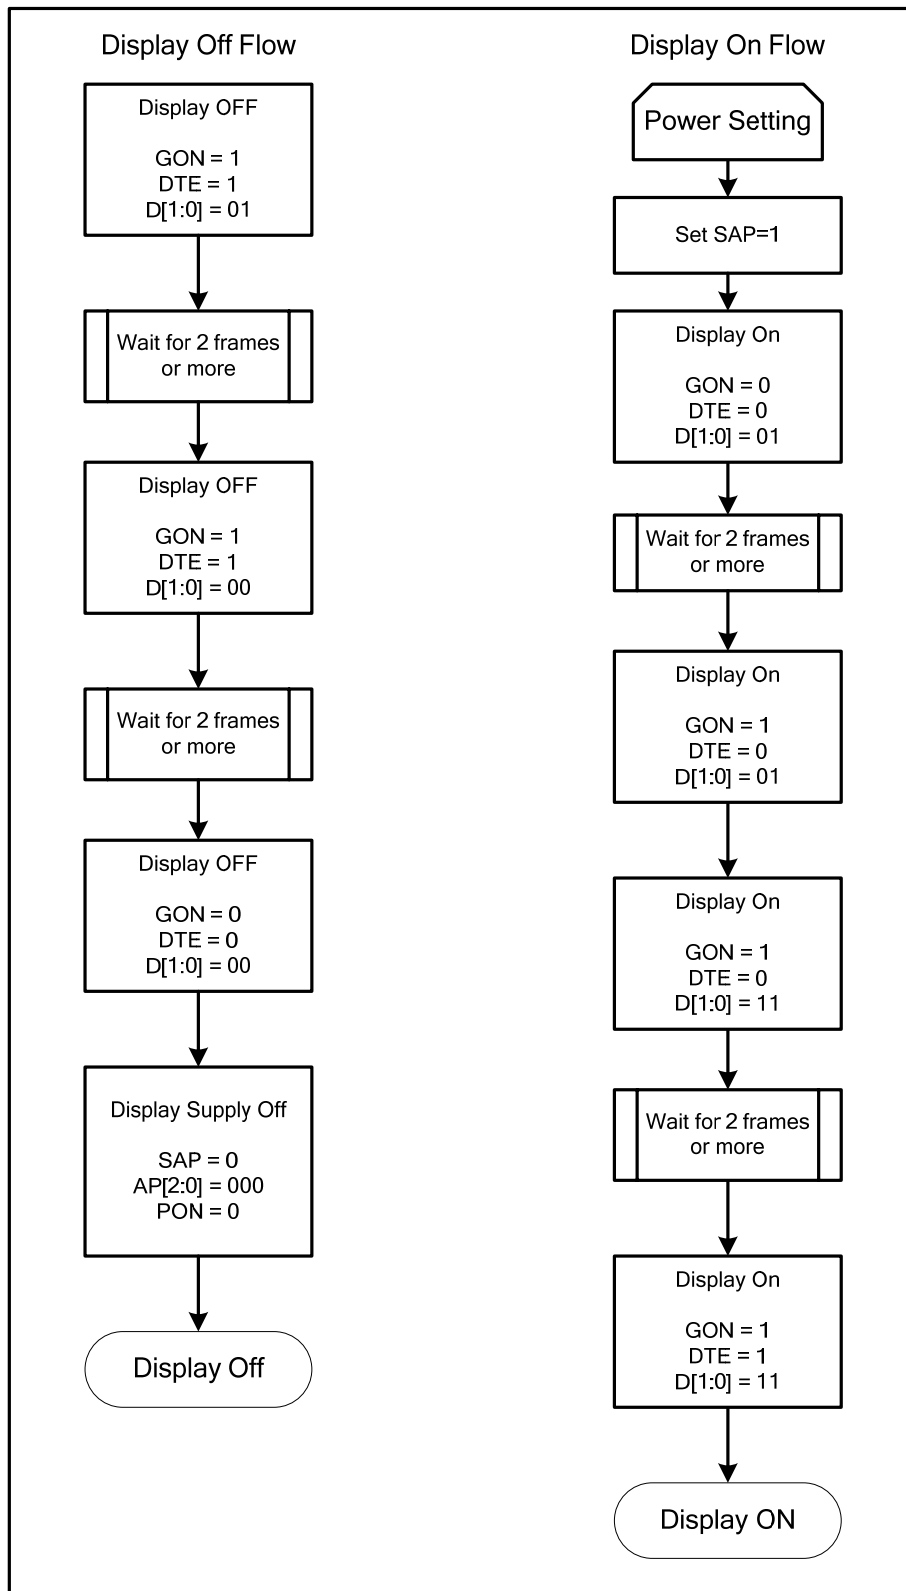 Display Off Flow
Display OFF
GON = 1
DTE = 1
D[1:0] = 01
Wait for 2 frames
or more
Display OFF
GON = 1
DTE = 1
D[1:0] = 00
Wait for 2 frames
or more
Display OFF
GON = 0
DTE = 0
D[1:0] = 00
Display Supply Off
SAP = 0
AP[2:0] = 000
PON = 0
Display Off
Display On Flow
Power Setting
Set SAP=1
Display On
GON = 0
DTE = 0
D[1:0] = 01
Wait for 2 frames
or more
Display On
GON = 1
DTE = 0
D[1:0] = 01
Display On
GON = 1
DTE = 0
D[1:0] = 11
Wait for 2 frames
or more
Display On
GON = 1
DTE = 1
D[1:0] = 11
Display ON